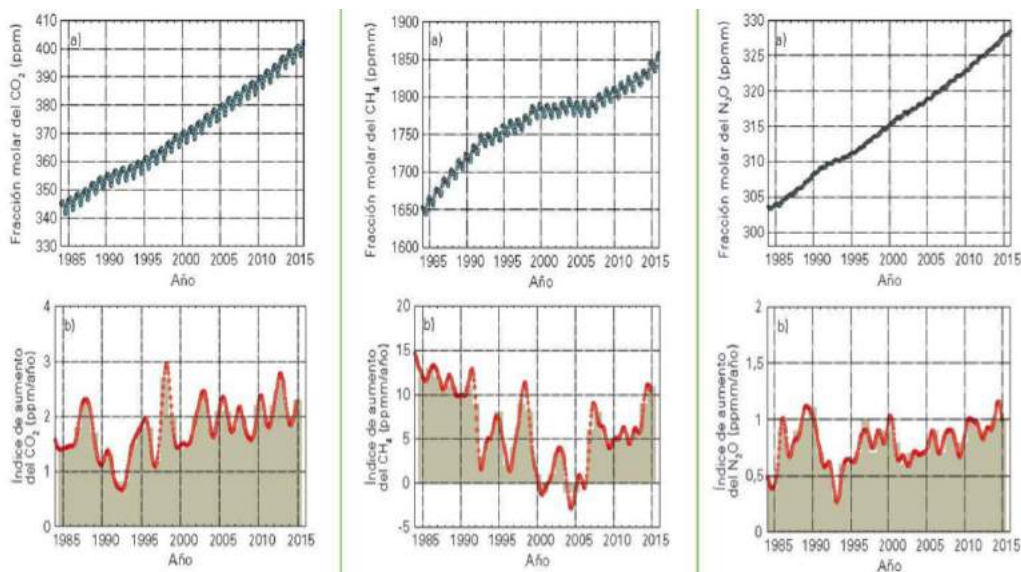 Fracción molar del CO₂ (ppm)
a)
410
400
390
380
370
360
350
340
330
1985 1990 1995 2000 2005 2010 2015
Año
Índice de aumento
del CO₂ (ppm/año)
b)
4
3
2
1
0
1985 1990 1995 2000 2005 2010 2015
Año
Fracción molar del CH₄ (ppmm)
a)
1900
1850
1800
1750
1700
1650
1600
1985 1990 1995 2000 2005 2010 2015
Año
Índice de aumento
del CH₄ (ppmm/año)
b)
20
15
10
5
0
-5
1985 1990 1995 2000 2005 2010 2015
Año
Fracción molar del N₂O (ppmm)
a)
330
325
320
315
310
305
300
1985 1990 1995 2000 2005 2010 2015
Año
Índice de aumento
del N₂O (ppmm/año)
b)
2
1,5
1
0,5
0
1985 1990 1995 2000 2005 2010 2015
Año